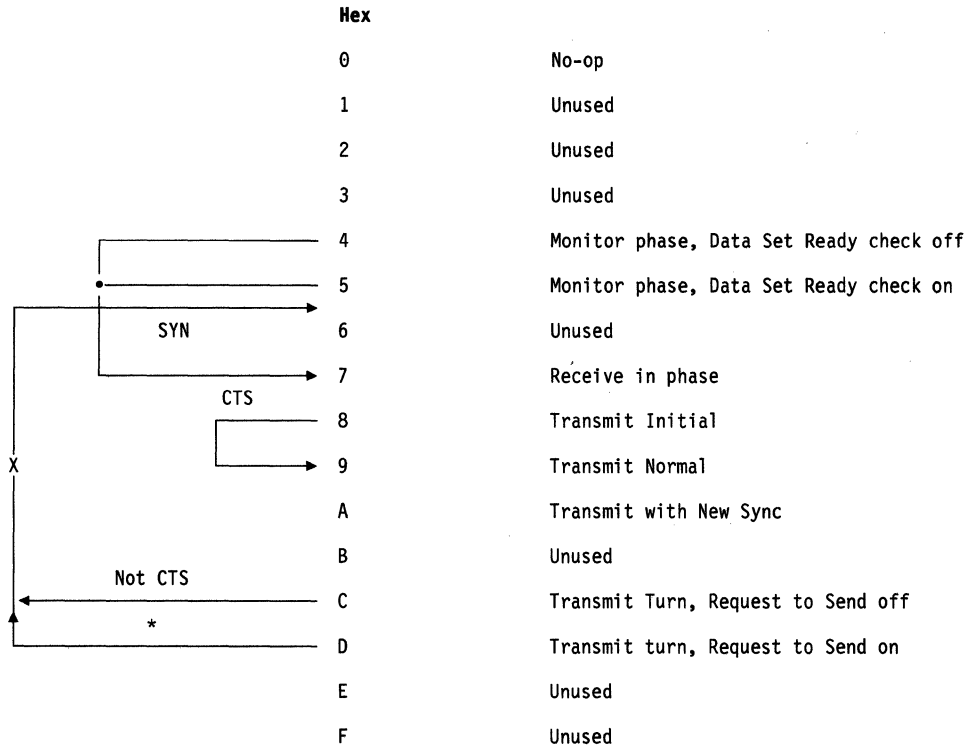 Hex
0 No-op
1 Unused
2 Unused
3 Unused
4 Monitor phase, Data Set Ready check off
5 Monitor phase, Data Set Ready check on
SYN
6 Unused
7 Receive in phase
CTS
8 Transmit Initial
X
9 Transmit Normal
A Transmit with New Sync
B Unused
Not CTS
C Transmit Turn, Request to Send off
*
D Transmit turn, Request to Send on
E Unused
F Unused